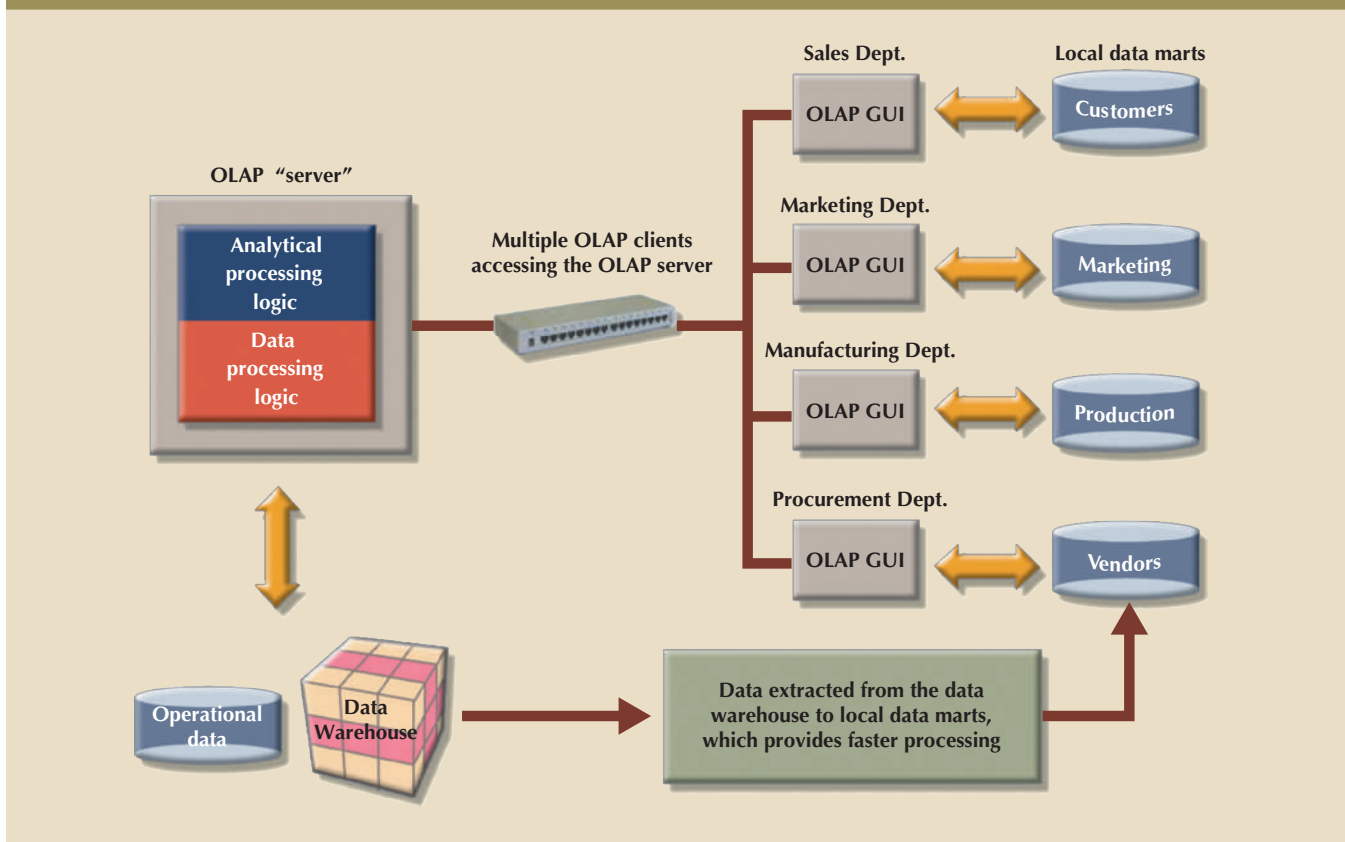 Sales Dept.
Local data marts
OLAP GUI
Customers
OLAP "server"
Analytical
processing
logic
Data
processing
logic
Multiple OLAP clients
accessing the OLAP server
Marketing Dept.
OLAP GUI
Marketing
Manufacturing Dept.
OLAP GUI
Production
Procurement Dept.
OLAP GUI
Vendors
Operational
data
Data
Warehouse
Data extracted from the data
warehouse to local data marts,
which provides faster processing